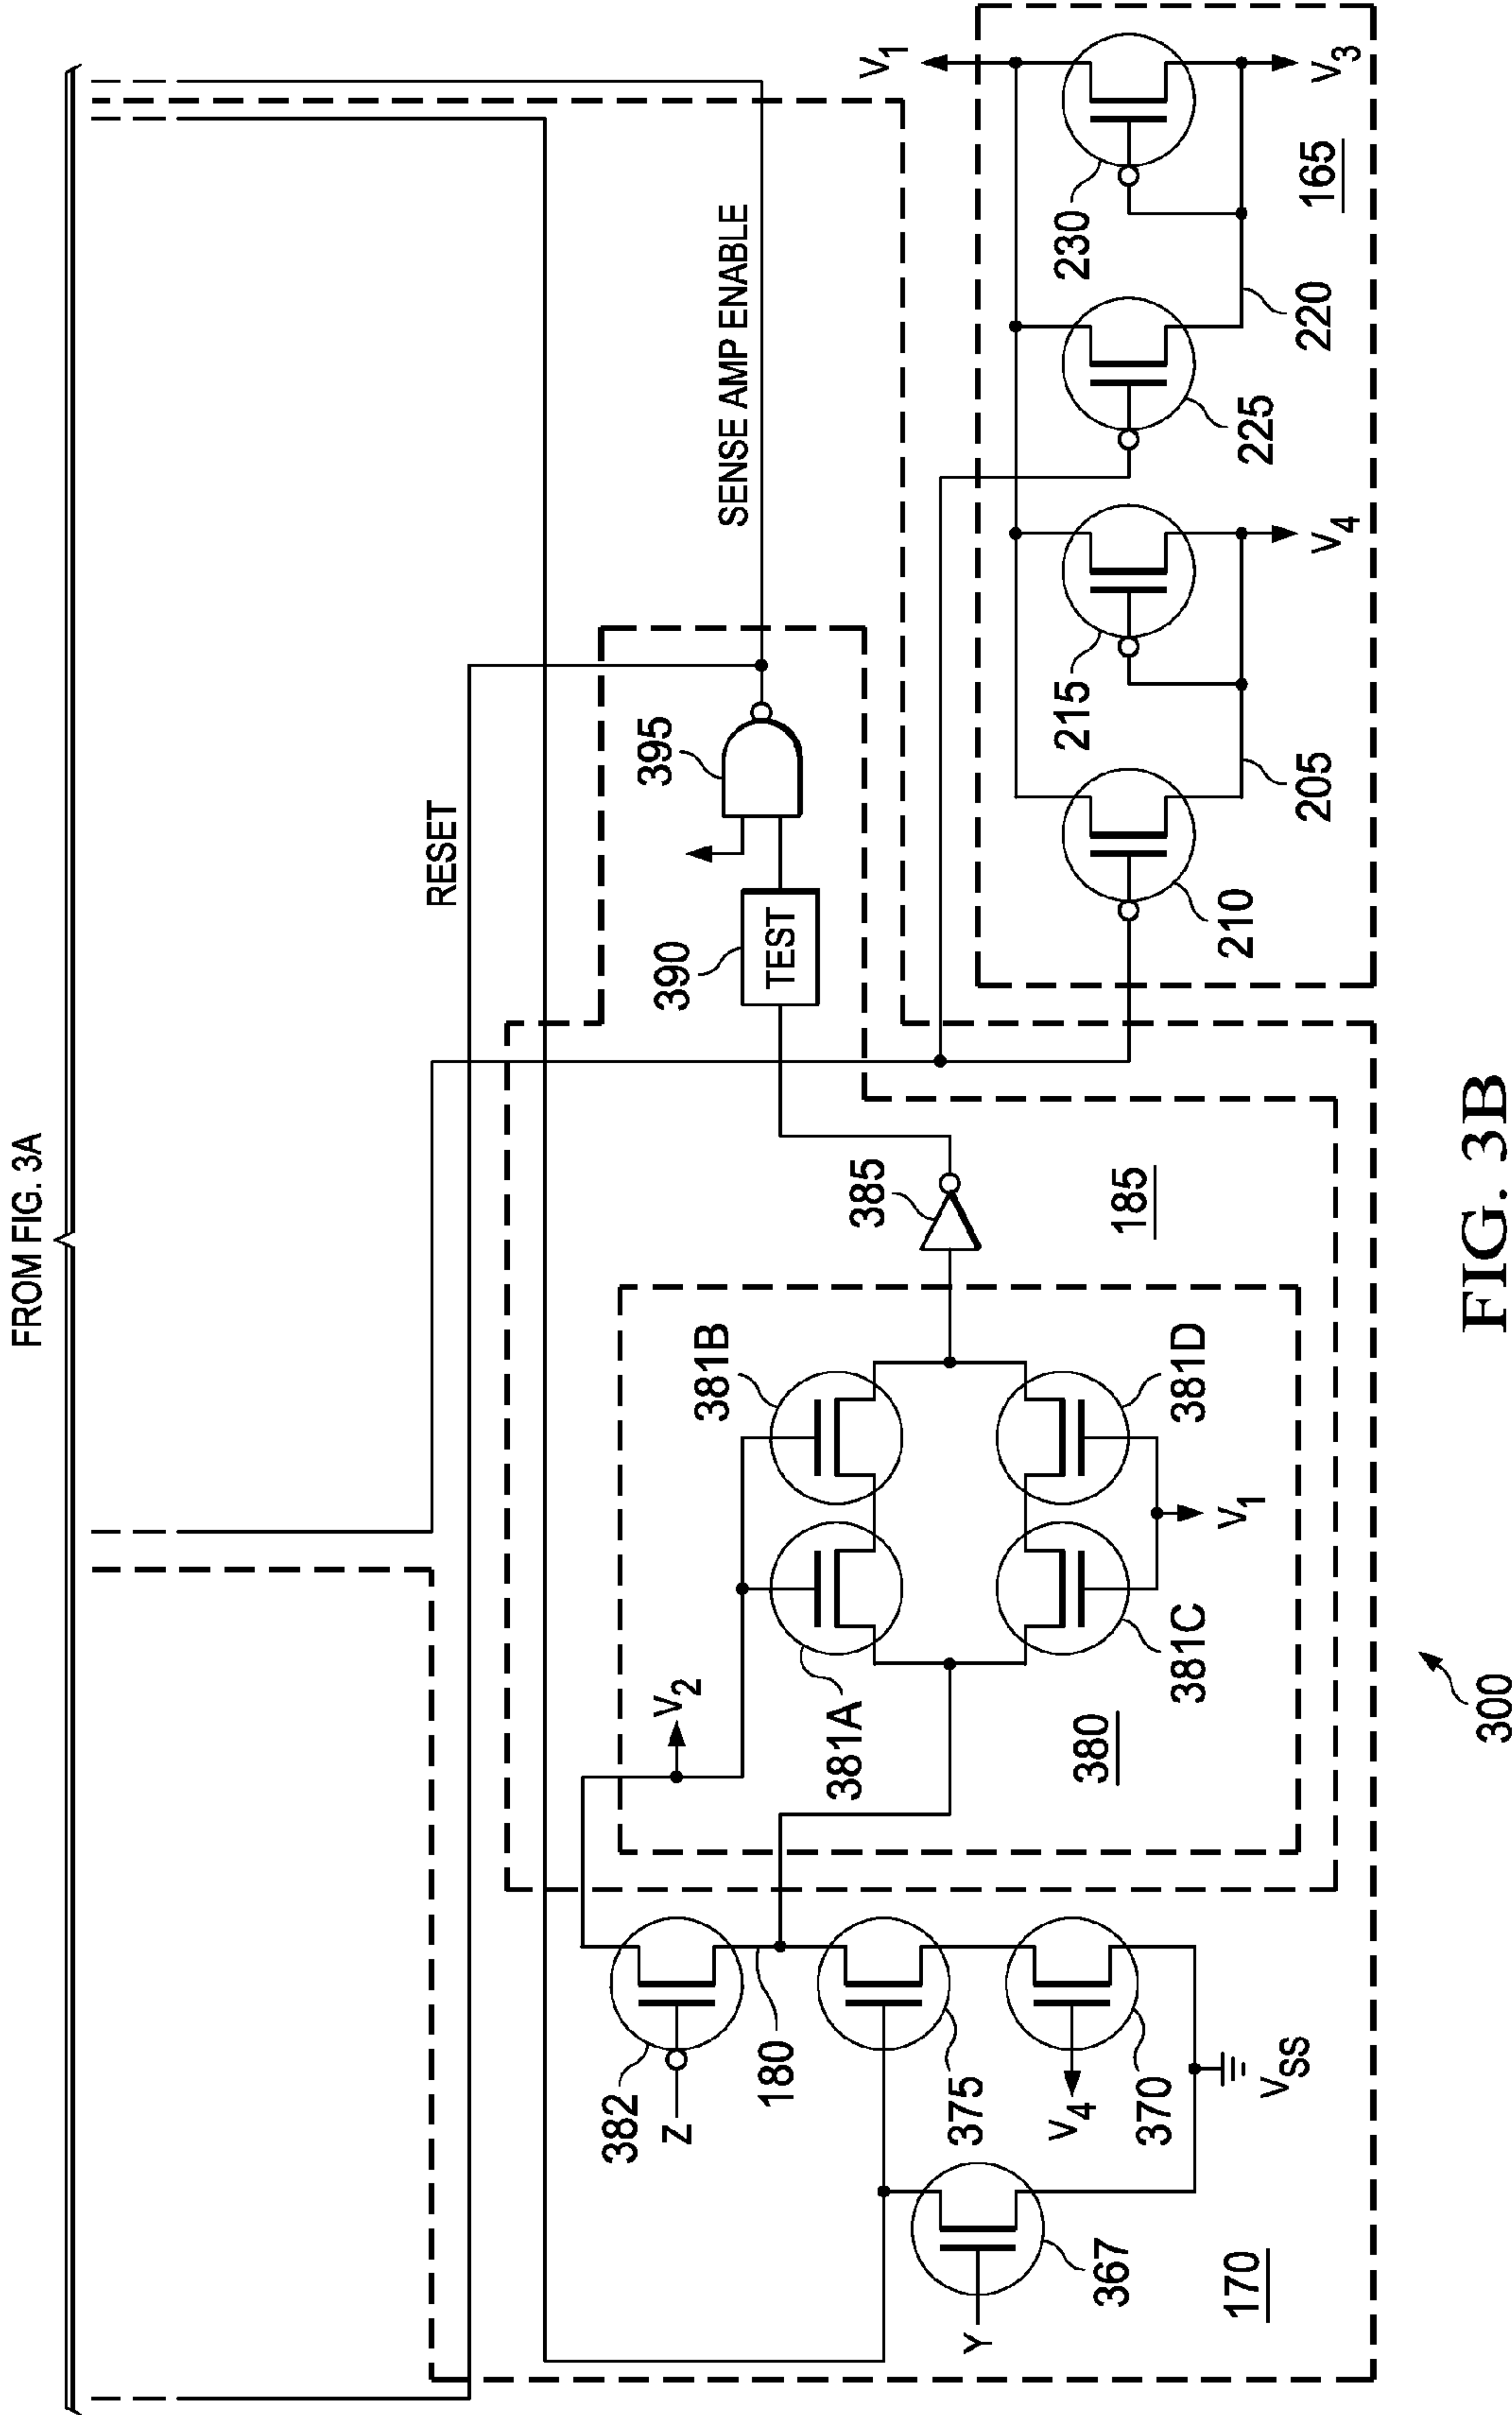 FROM FIG. 3A
RESET
SENSE AMP ENABLE
382
Z
180
V2
381A
381B
380
381C
381D
V1
385
185
390
TEST
395
375
V4
370
VSS
367
Y
170
V1
210
205
215
V4
225
220
230
V3
165
300
FIG. 3B